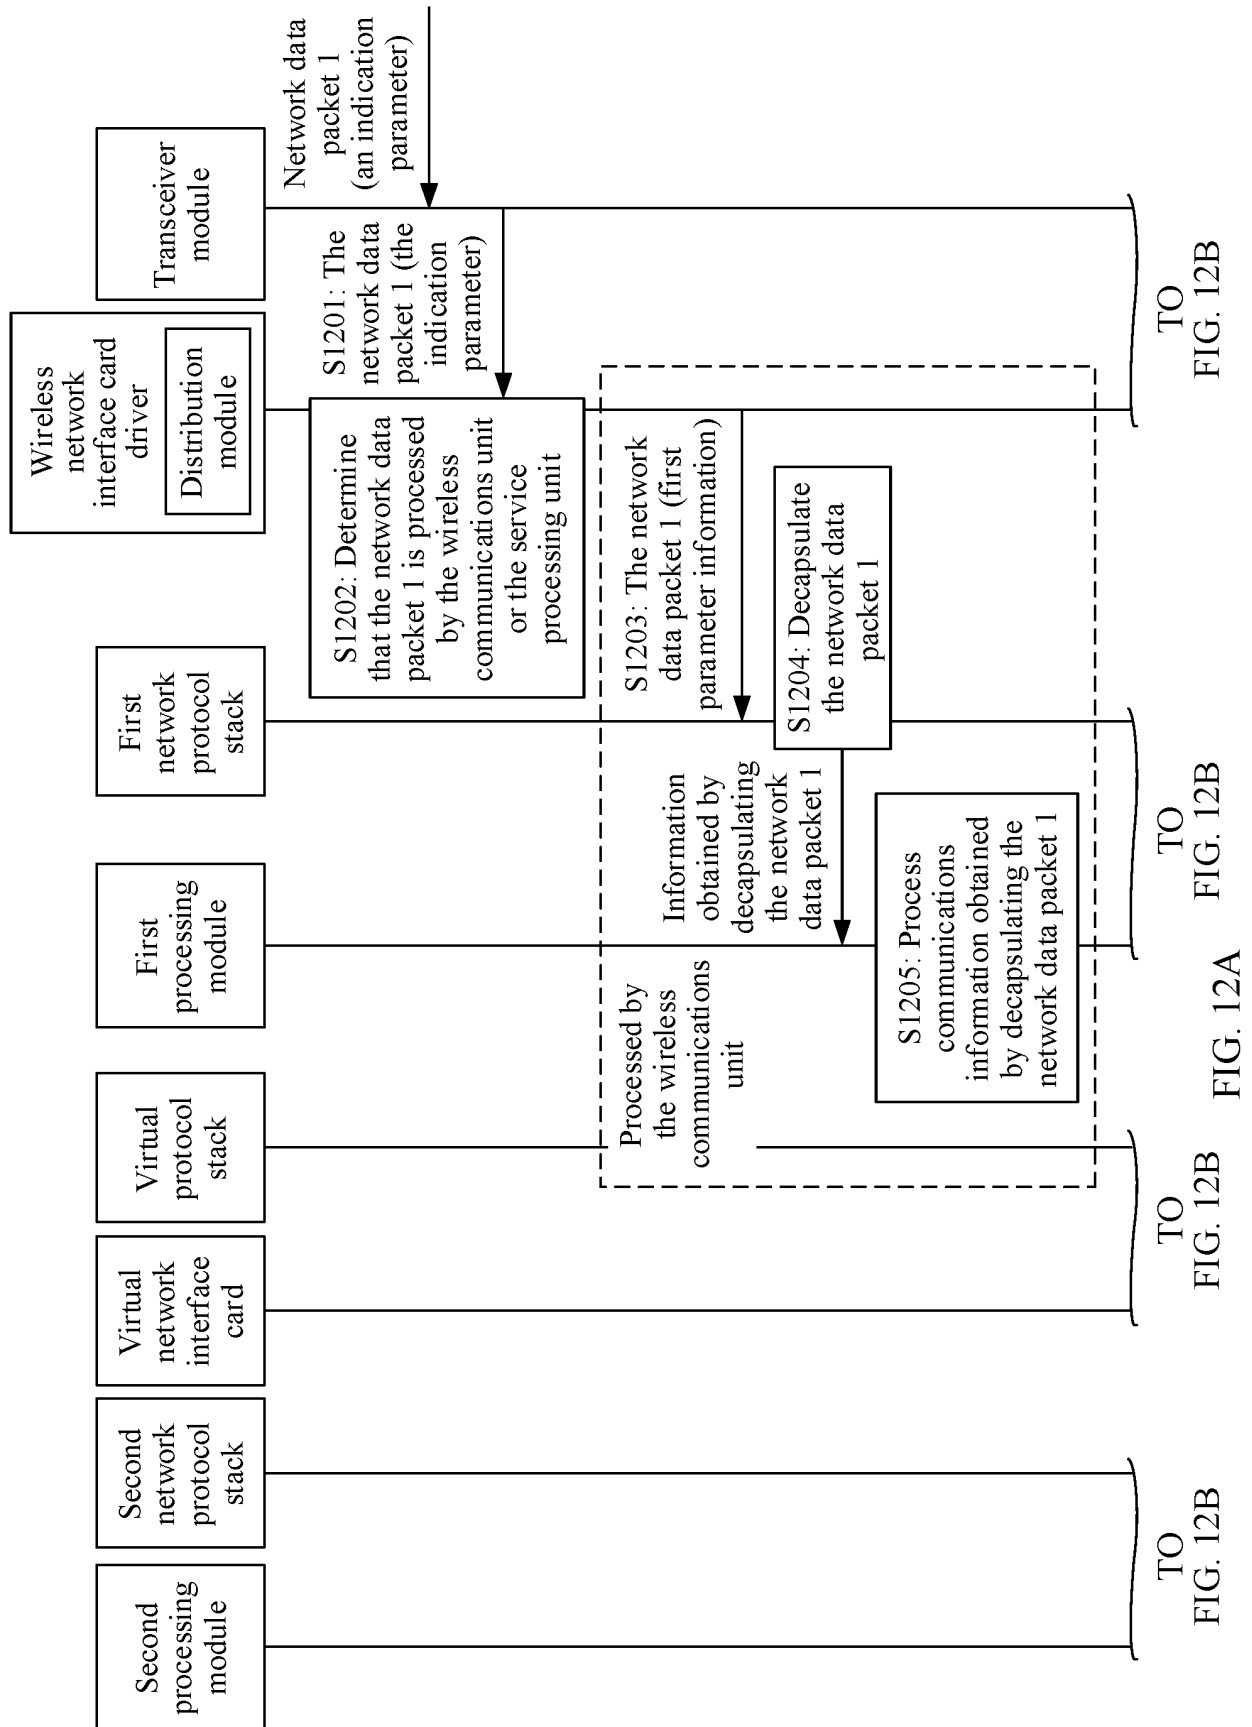 Second
processing
module
Second
network
protocol
stack
Virtual
network
interface
card
Virtual
protocol
stack
First
processing
module
First
network
protocol
stack
Wireless
network
interface card
driver
Distribution
module
Transceiver
module
Network data
packet 1
(an indication
parameter)
S1201: The
network data
packet 1 (the
indication
parameter)
S1202: Determine
that the network data
packet 1 is processed
by the wireless
communications unit
or the service
processing unit
Processed by
the wireless
communications
unit
S1203: The network
data packet 1 (first
parameter information)
S1204: Decapsulate
the network data
packet 1
Information
obtained by
decapsulating
the network
data packet 1
S1205: Process
communications
information obtained
by decapsulating the
network data packet 1
TO
FIG. 12B
TO
FIG. 12B
TO
FIG. 12B
TO
FIG. 12B
FIG. 12A